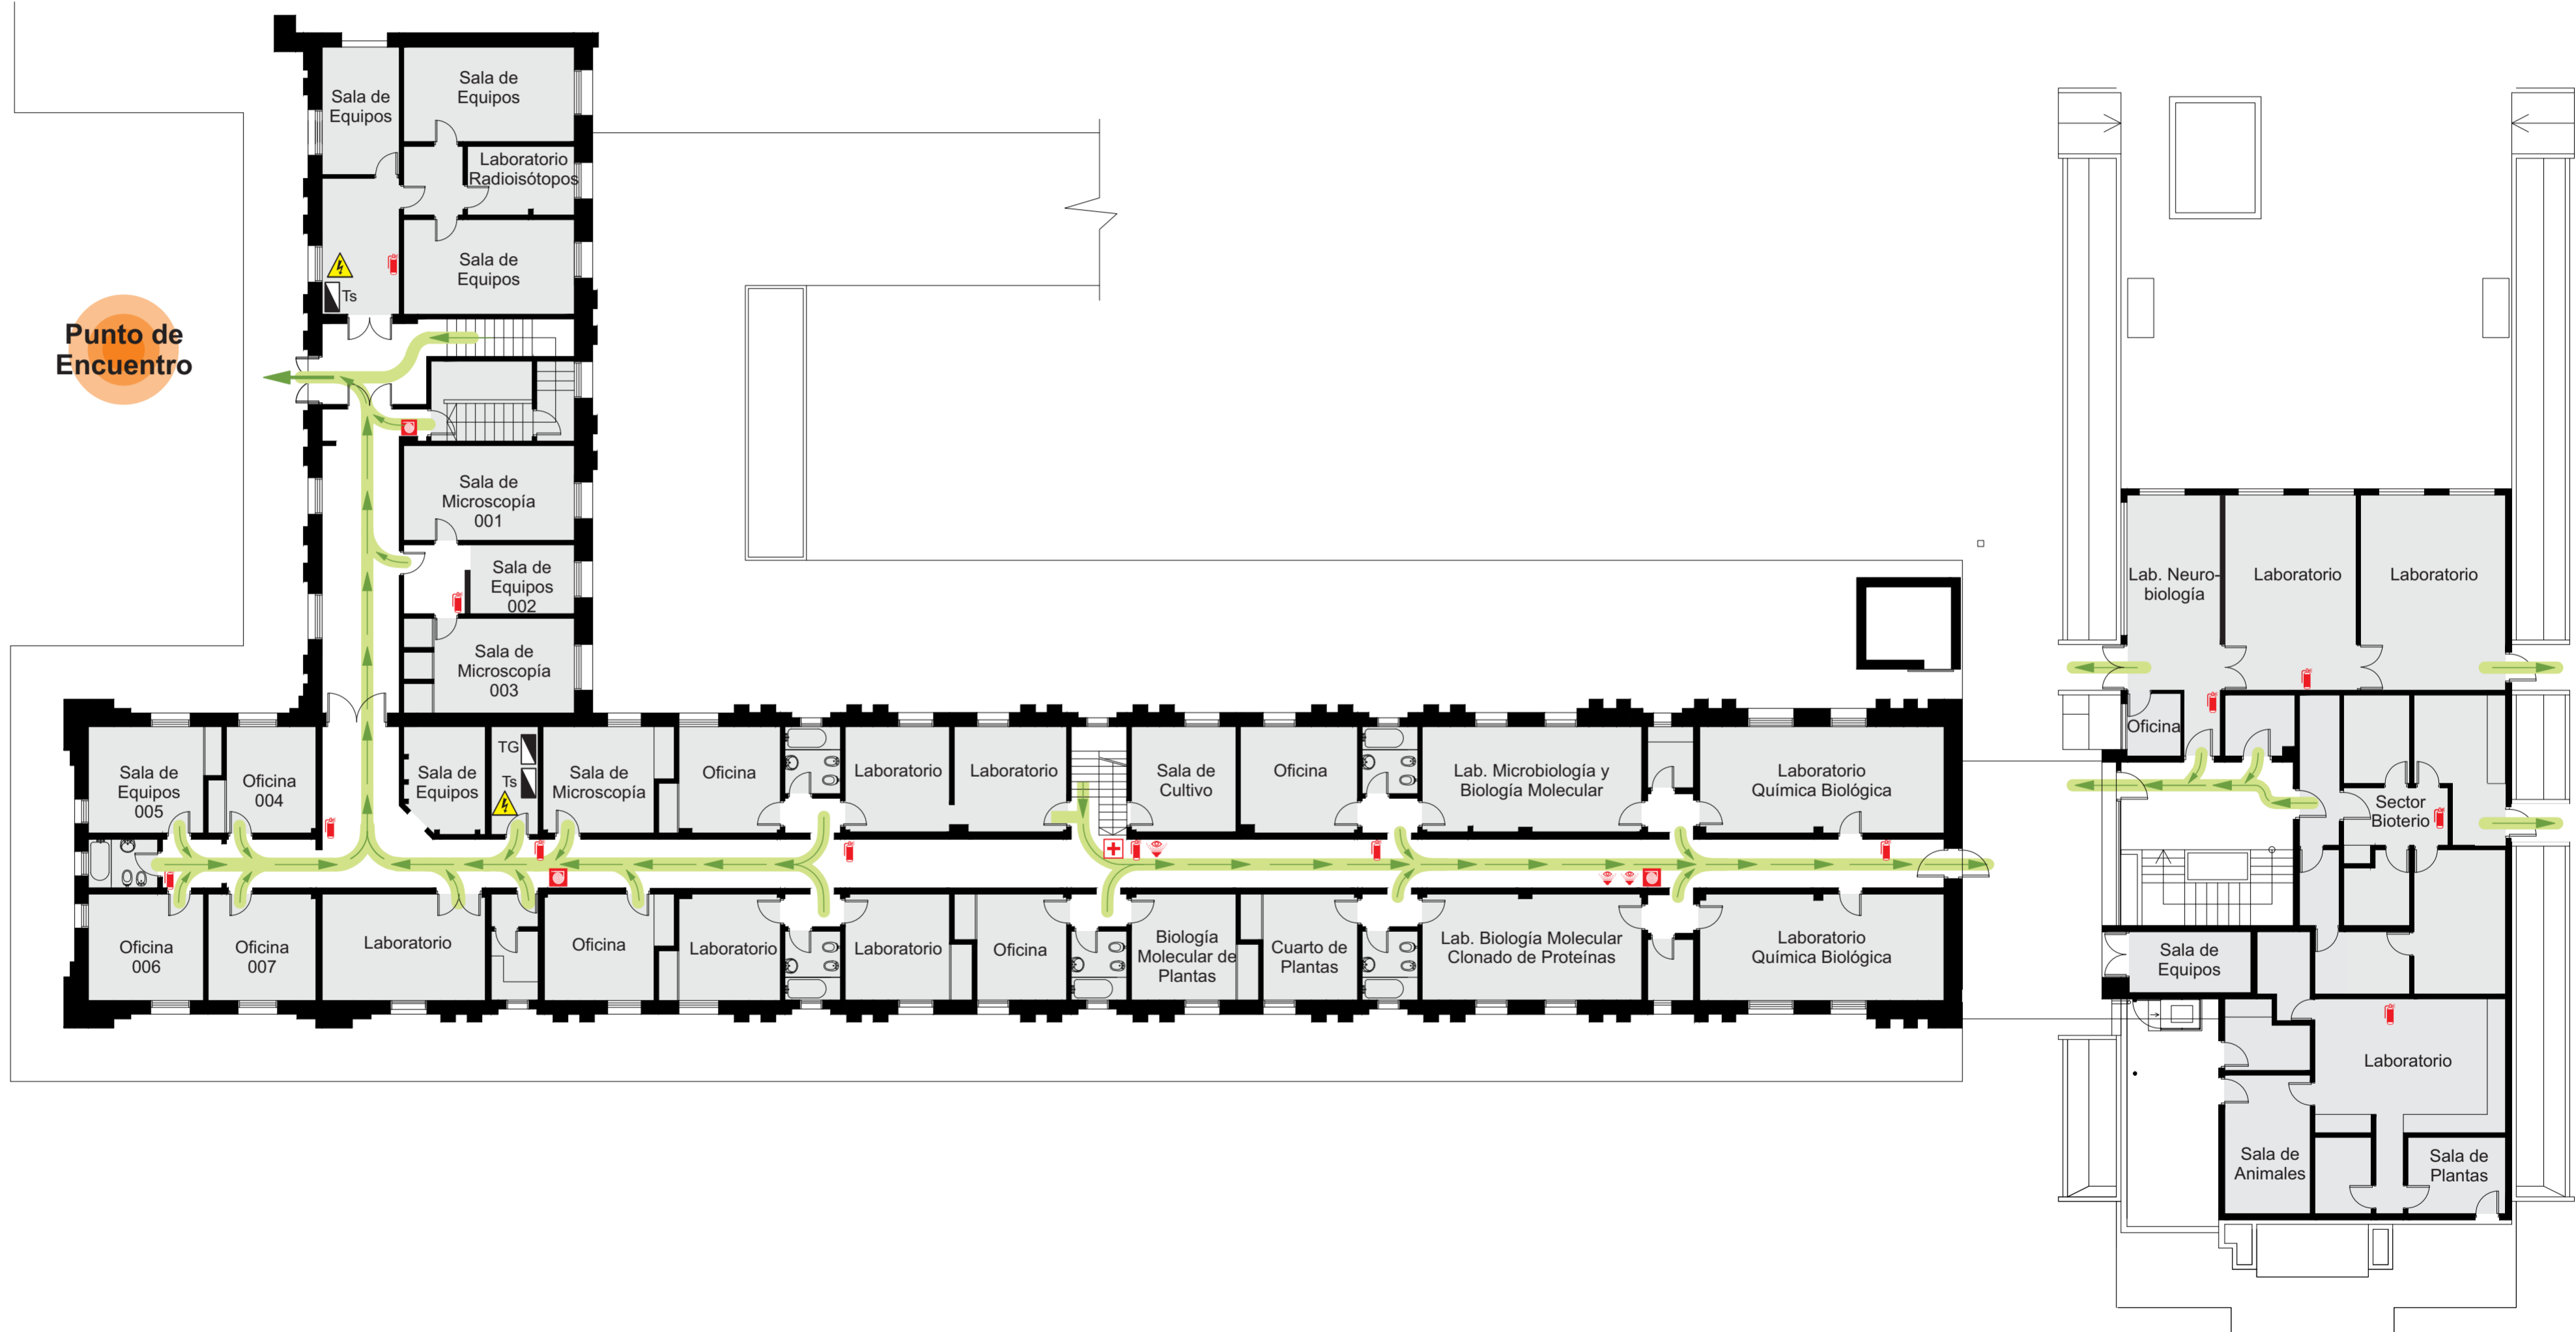 Sala de
Equipos
Sala de
Equipos
Laboratorio
Radioisótopos
Sala de
Equipos
Ts
Punto de
Encuentro
Sala de
Microscopía
001
Sala de
Equipos
002
Sala de
Microscopía
003
Sala de
Equipos
005
Oficina
004
Sala de
Equipos
TG
Ts
Sala de
Microscopía
Oficina
Laboratorio
Laboratorio
Sala de
Cultivo
Oficina
Lab. Microbiología y
Biología Molecular
Laboratorio
Química Biológica
Oficina
006
Oficina
007
Laboratorio
Oficina
Laboratorio
Laboratorio
Oficina
Biología
Molecular de
Plantas
Cuarto de
Plantas
Lab. Biología Molecular
Clonado de Proteínas
Laboratorio
Química Biológica
Lab. Neuro-
biología
Laboratorio
Laboratorio
Oficina
Sector
Bioterio
Sala de
Equipos
Laboratorio
Sala de
Animales
Sala de
Plantas